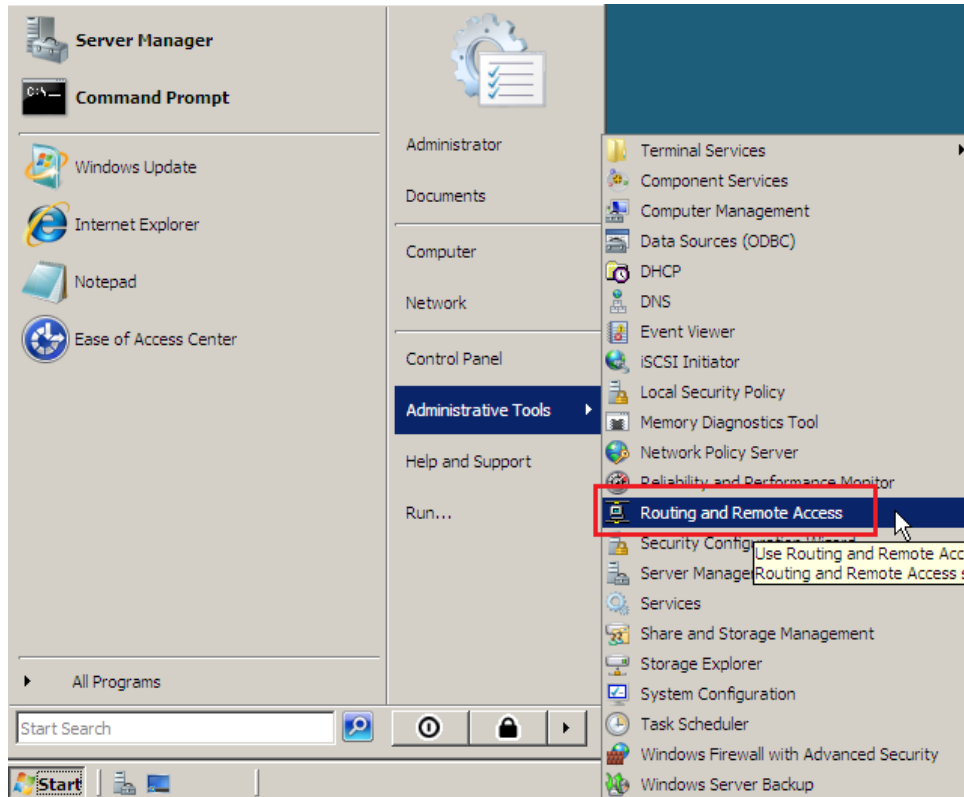 Server Manager
C:\
Command Prompt
Windows Update
Internet Explorer
Notepad
Ease of Access Center
All Programs
Start Search
Start
Administrator
Documents
Computer
Network
Control Panel
Administrative Tools
Help and Support
Run...
Terminal Services
Component Services
Computer Management
Data Sources (ODBC)
DHCP
DNS
Event Viewer
iSCSI Initiator
Local Security Policy
Memory Diagnostics Tool
Network Policy Server
Reliability and Performance Monitor
Routing and Remote Access
Security Configuration Wizard
Use Routing and Remote Acc
Server Manager
Routing and Remote Access s
Services
Share and Storage Management
Storage Explorer
System Configuration
Task Scheduler
Windows Firewall with Advanced Security
Windows Server Backup